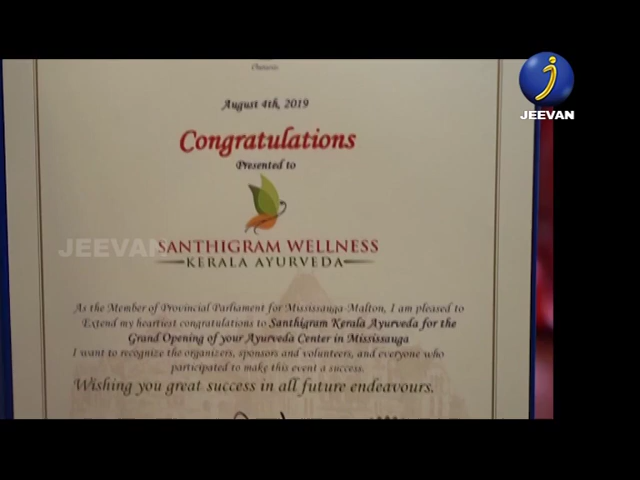 JEEVAN
August 4th, 2019
Congratulations
Presented to
JEEVAN
SANTHIGRAM WELLNESS
KERALA AYURVEDA
As the Member of Provincial Parliament for Mississauga-Malton, I am pleased to
Extend my heartiest congratulations to Santhigram Kerala Ayurveda for the
Grand Opening of your Ayurveda Center in Mississauga
I want to recognize the organizers, sponsors and volunteers, and everyone who
participated to make this event a success.
Wishing you great success in all future endeavours.